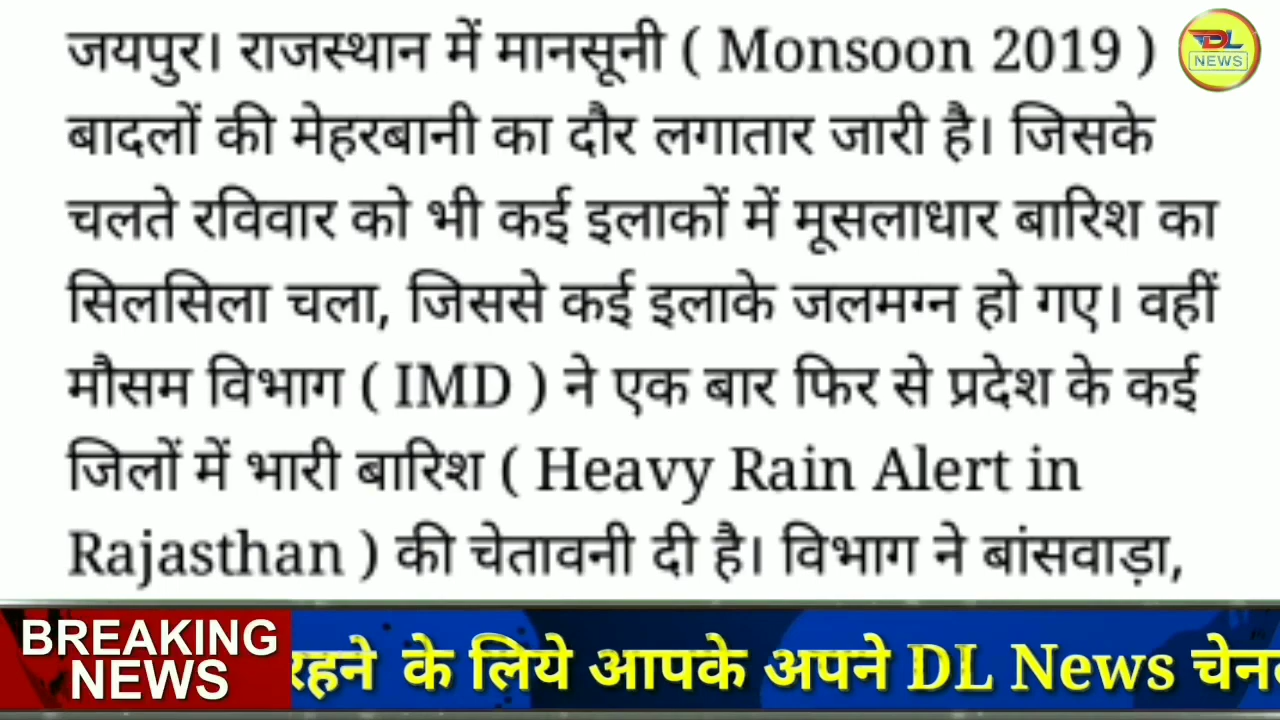 जयपुर। राजस्थान में मानसूनी ( Monsoon 2019 )
DL
NEWS
बादलों की मेहरबानी का दौर लगातार जारी है। जिसके
चलते रविवार को भी कई इलाकों में मूसलाधार बारिश का
सिलसिला चला, जिससे कई इलाके जलमग्न हो गए। वहीं
मौसम विभाग ( IMD ) ने एक बार फिर से प्रदेश के कई
जिलों में भारी बारिश ( Heavy Rain Alert in
Rajasthan ) की चेतावनी दी है। विभाग ने बांसवाड़ा,
BREAKING
NEWS
रहने के लिये आपके अपने DL News